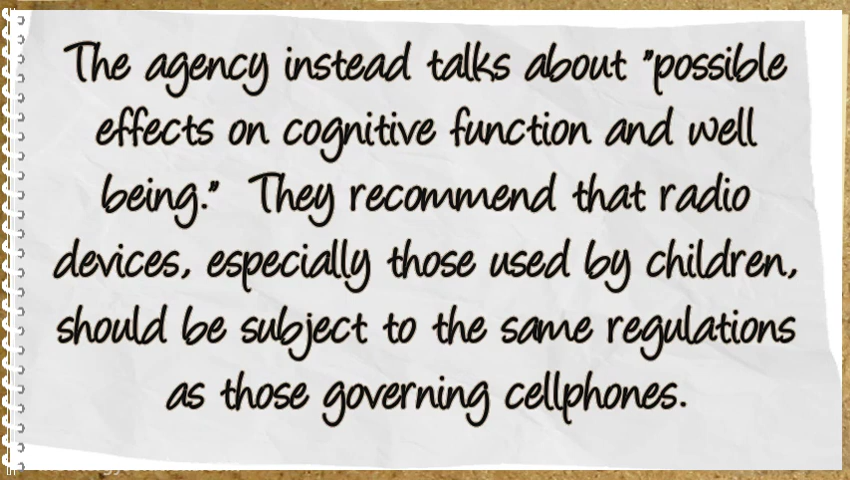 The agency instead talks about "possible
effects on cognitive function and well
being." They recommend that radio
devices, especially those used by children,
should be subject to the same regulations
as those governing cellphones.